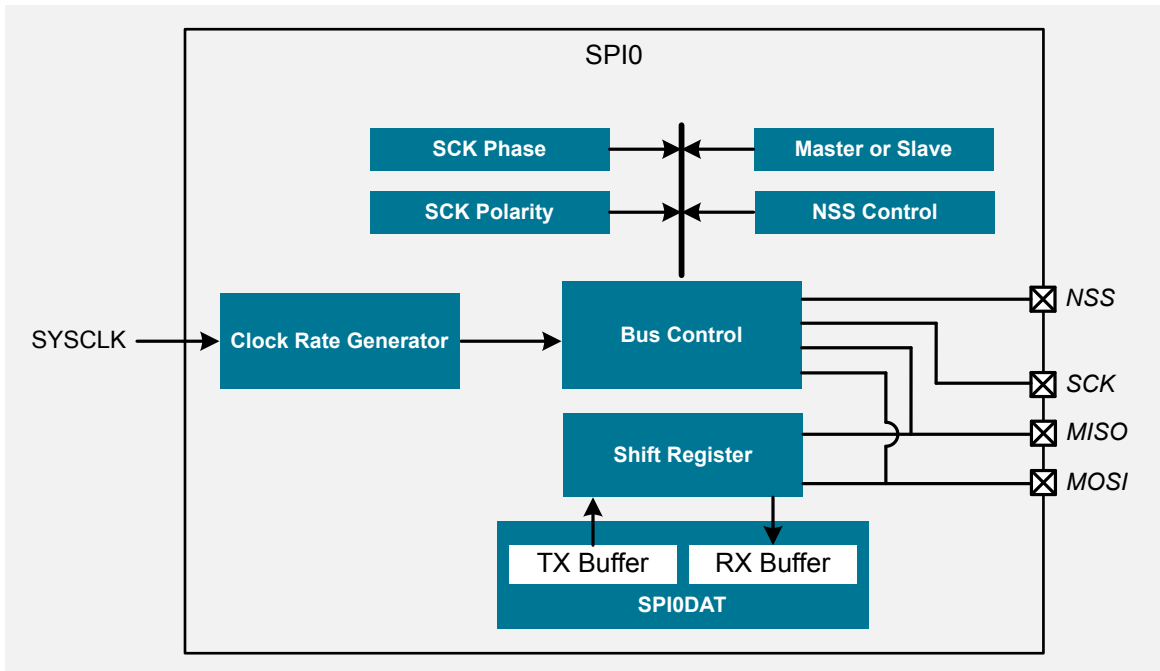 SPI0
SCK Phase
Master or Slave
SCK Polarity
NSS Control
SYSCLK
Clock Rate Generator
Bus Control
NSS
SCK
Shift Register
MISO
MOSI
TX Buffer
RX Buffer
SPI0DAT